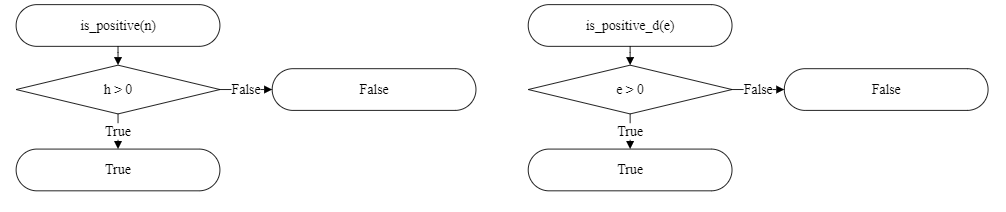 is_positive(n)
h > 0
False
False
True
True
is_positive_d(e)
e > 0
False
False
True
True